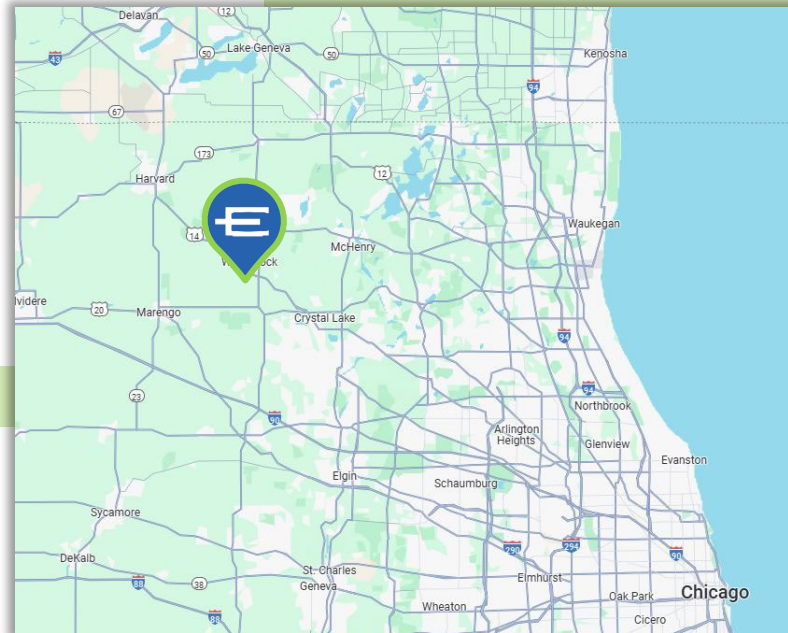 Delavan
12
Lake Geneva
50
50
43
Kenosha
94
67
173
Harvard
12
Waukegan
14
McHenry
lvidere
20
Marengo
Crystal Lake
94
23
94
90
Northbrook
Arlington
Heights
Glenview
Evanston
Elgin
Schaumburg
Sycamore
290
294
90
DeKalb
88
38
St. Charles
Geneva
Elmhurst
Oak Park
Chicago
88
Wheaton
Cicero